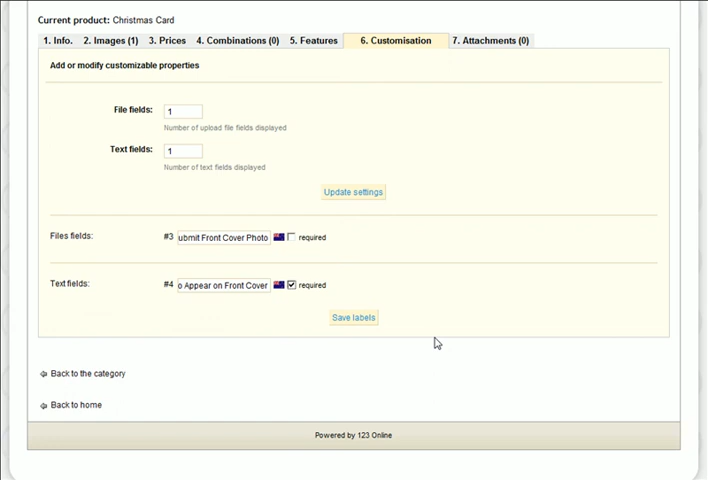 Current product: Christmas Card
1. Info. 2. Images (1) 3. Prices 4. Combinations (0) 5. Features 6. Customisation 7. Attachments (0)
Add or modify customizable properties
File fields: 1
Number of upload file fields displayed
Text fields: 1
Number of text fields displayed
Update settings
Files fields: #3 ubmit Front Cover Photo required
Text fields: #4 o Appear on Front Cover required
Save labels
Back to the category
Back to home
Powered by 123 Online